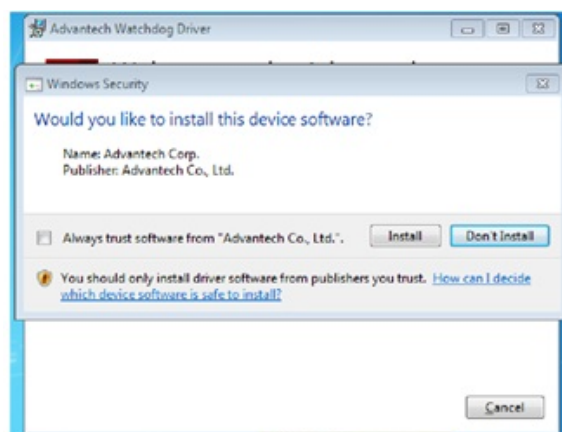 Advantech Watchdog Driver
Windows Security
Would you like to install this device software?
Name: Advantech Corp.
Publisher: Advantech Co., Ltd.
Always trust software from "Advantech Co., Ltd.".
Install
Don't Install
You should only install driver software from publishers you trust. How can I decide
which device software is safe to install?
Cancel